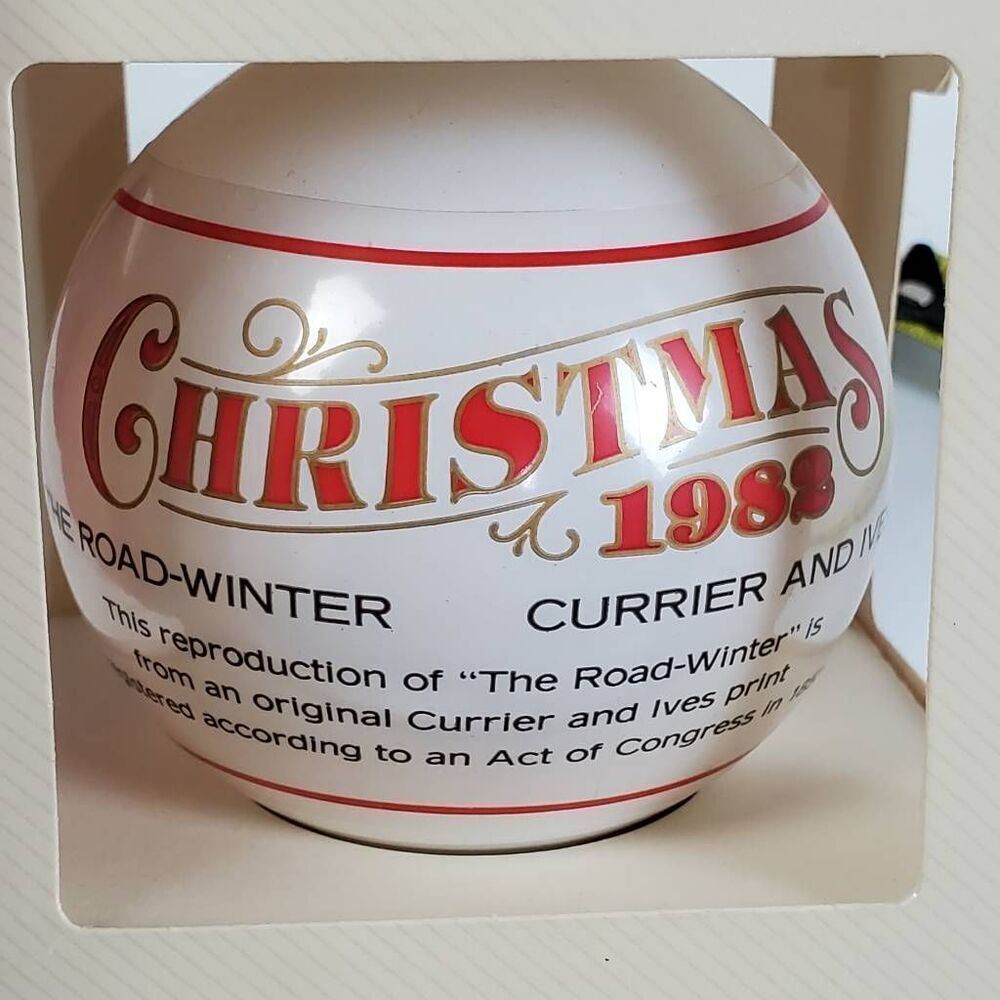 CHRISTMAS
1982
THE ROAD-WINTER CURRIER AND
This reproduction of "The Road-Winter" is
from an original Currier and Ives print
registered according to an Act of Congress in